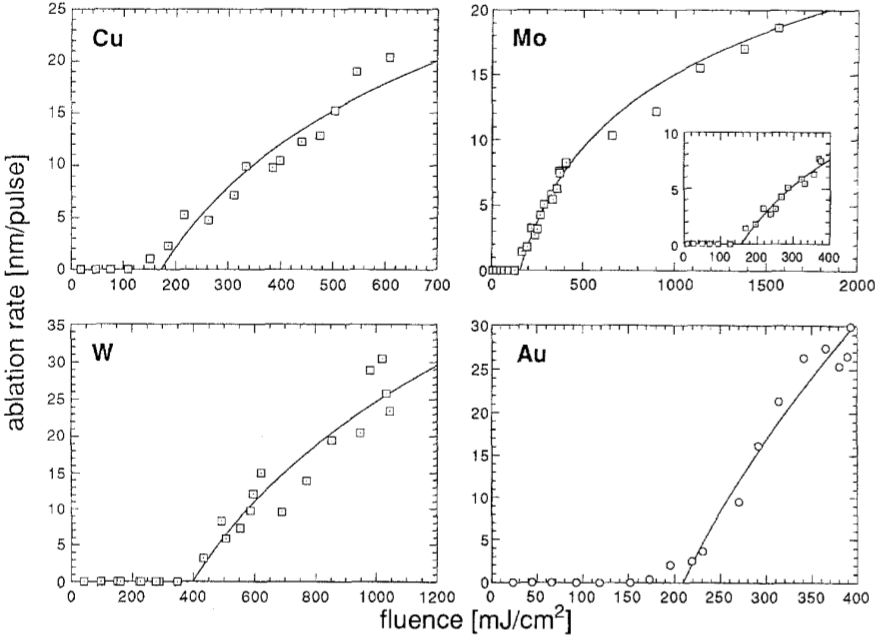 Cu
25
20
15
10
5
0
0 100 200 300 400 500 600 700
Mo
20
15
10
5
0
0 500 1000 1500 2000
10
5
0
0 100 200 300 400
W
35
30
25
20
15
10
5
0
0 200 400 600 800 1000 1200
Au
30
25
20
15
10
5
0
0 50 100 150 200 250 300 350 400
ablation rate [nm/pulse]
fluence [mJ/cm²]